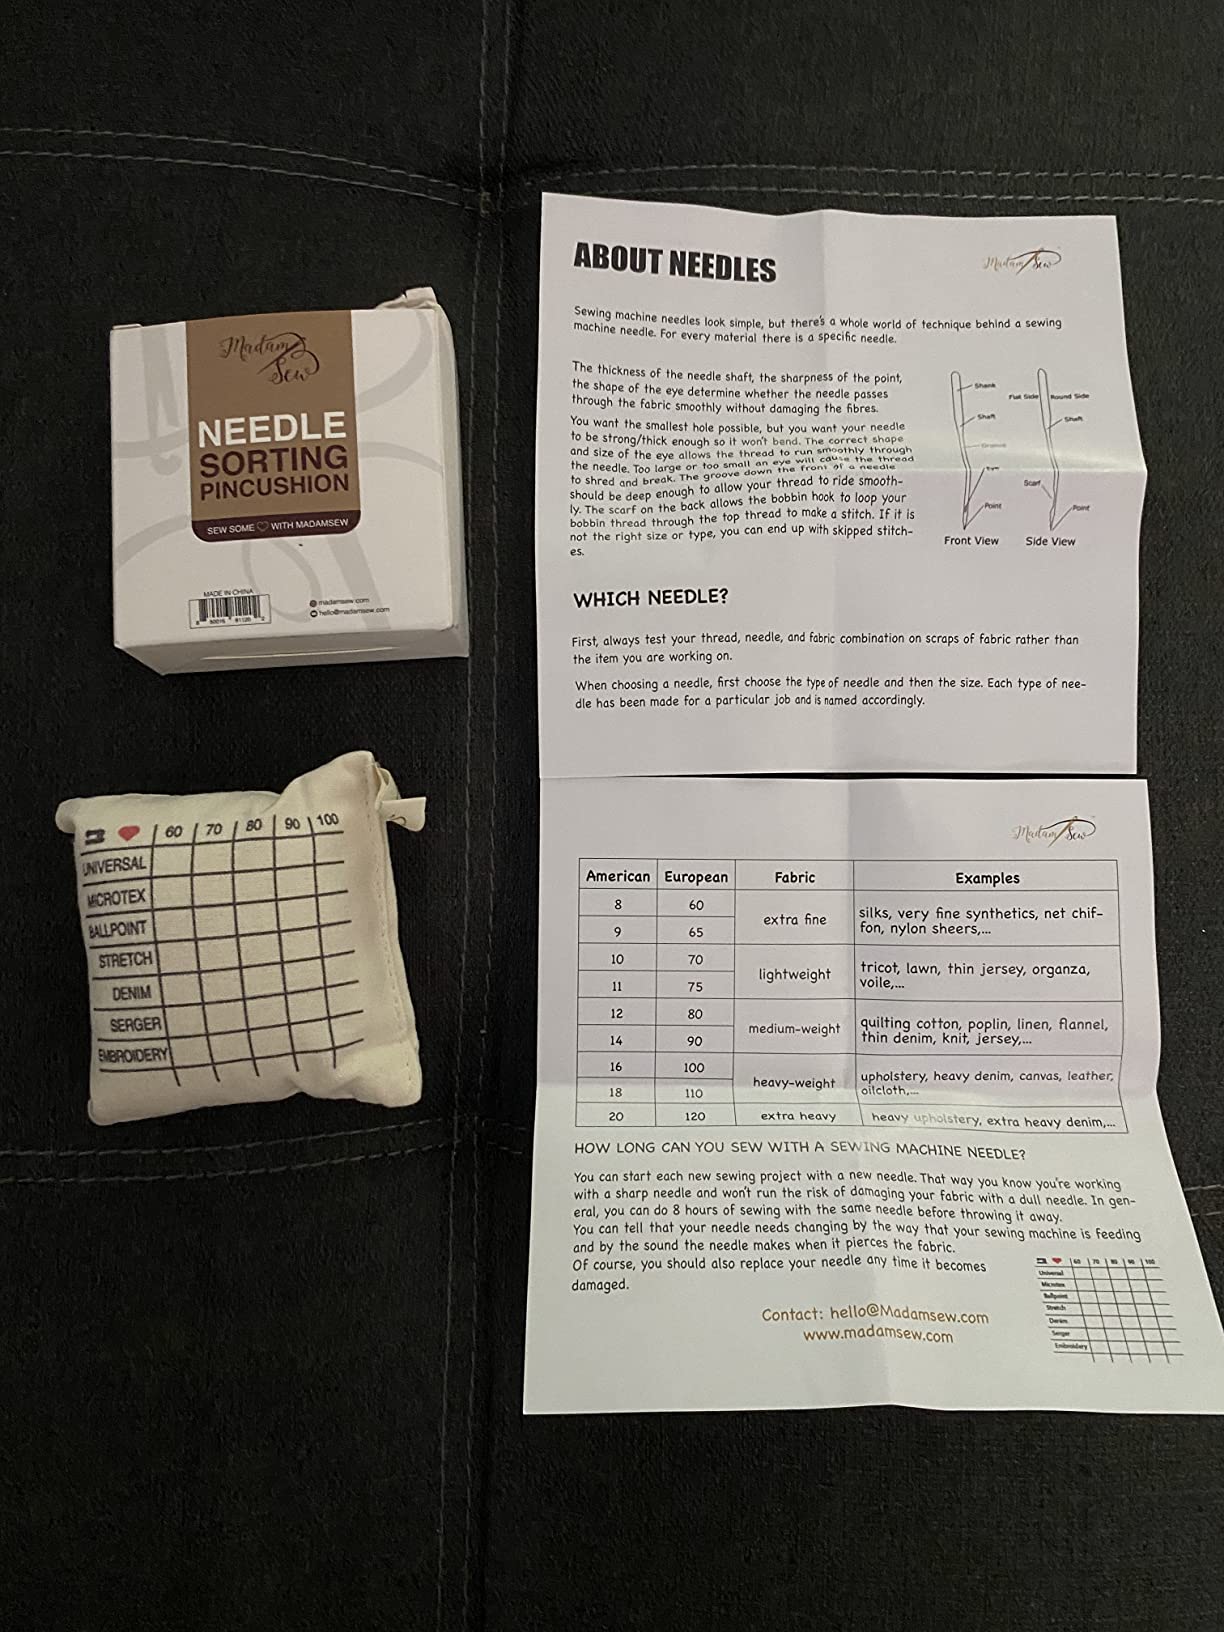 Madam
Sew
NEEDLE
SORTING
PINCUSHION
SEW SOME WITH MADAMSEW
MADE IN CHINA
madamsew.com
hello@madamsew.com
60 70 80 90 100
UNIVERSAL
MICROTEX
BALLPOINT
STRETCH
DENIM
SERGER
EMBROIDERY
ABOUT NEEDLES
Madam Sew
Sewing machine needles look simple, but there's a whole world of technique behind a sewing
machine needle. For every material there is a specific needle.
The thickness of the needle shaft, the sharpness of the point,
the shape of the eye determine whether the needle passes
through the fabric smoothly without damaging the fibres.
You want the smallest hole possible, but you want your needle
to be strong/thick enough so it won't bend. The correct shape
and size of the eye allows the thread to run smoothly through
the needle. Too large or too small an eye will cause the thread
to shred and break. The groove down the front of a needle
should be deep enough to allow your thread to ride smooth-
ly. The scarf on the back allows the bobbin hook to loop your
bobbin thread through the top thread to make a stitch. If it is
not the right size or type, you can end up with skipped stitch-
es.
Shank
Shaft
Groove
Eye
Point
Front View
Flat Side Round Side
Shaft
Scarf
Point
Side View
WHICH NEEDLE?
First, always test your thread, needle, and fabric combination on scraps of fabric rather than
the item you are working on.
When choosing a needle, first choose the type of needle and then the size. Each type of nee-
dle has been made for a particular job and is named accordingly.
Madam Sew
American European Fabric Examples
8 60
9 65
extra fine
silks, very fine synthetics, net chif-
fon, nylon sheers,...
10 70
11 75
lightweight
tricot, lawn, thin jersey, organza,
voile,...
12 80
14 90
medium-weight
quilting cotton, poplin, linen, flannel,
thin denim, knit, jersey,...
16 100
18 110
heavy-weight
upholstery, heavy denim, canvas, leather,
oilcloth,...
20 120 extra heavy heavy upholstery, extra heavy denim,...
HOW LONG CAN YOU SEW WITH A SEWING MACHINE NEEDLE?
You can start each new sewing project with a new needle. That way you know you're working
with a sharp needle and won't run the risk of damaging your fabric with a dull needle. In gen-
eral, you can do 8 hours of sewing with the same needle before throwing it away.
You can tell that your needle needs changing by the way that your sewing machine is feeding
and by the sound the needle makes when it pierces the fabric.
Of course, you should also replace your needle any time it becomes
damaged.
Contact: hello@Madamsew.com
www.madamsew.com
60 70 80 90 100
Universal
Microtex
Ballpoint
Stretch
Denim
Serger
Embroidery